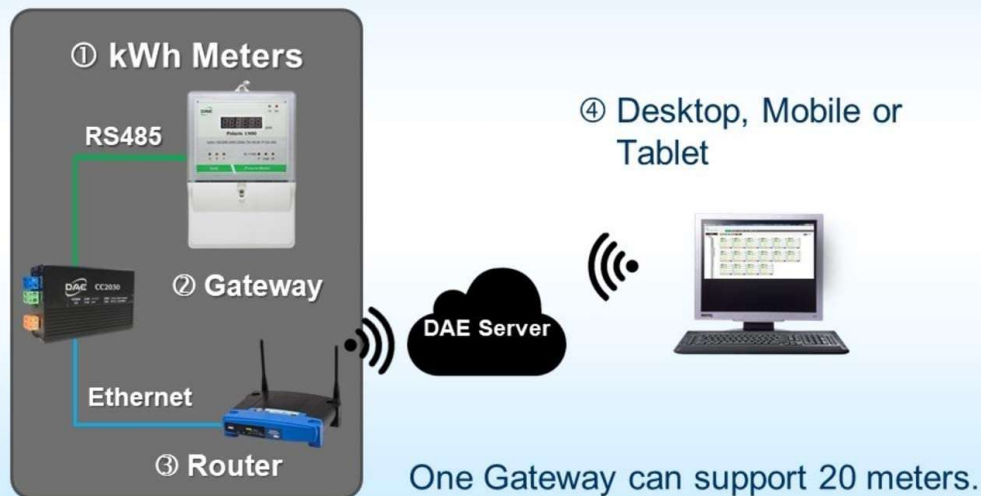 ① kWh Meters
RS485
DAE
② Gateway
DAE CC2030
Ethernet
③ Router
DAE Server
④ Desktop, Mobile or
Tablet
One Gateway can support 20 meters.